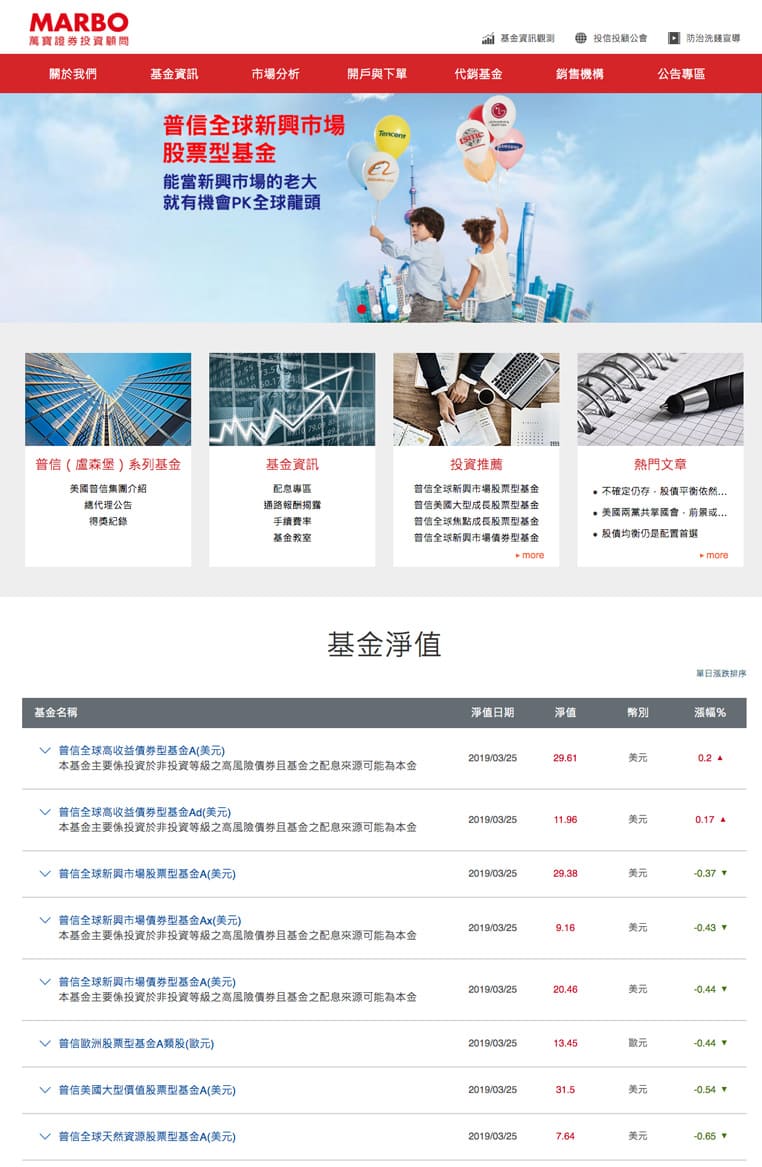 MARBO
萬寶證券投資顧問
基金資訊觀測
投信投顧公會
防治洗錢宣導
關於我們
基金資訊
市場分析
開戶與下單
代銷基金
銷售機構
公告專區
普信全球新興市場
股票型基金
能當新興市場的老大
就有機會PK全球龍頭
Tencent
LG
SAMSUNG
普信（盧森堡）系列基金
美國普信集團介紹
總代理公告
得獎紀錄
基金資訊
配息專區
通路報酬揭露
手續費率
基金教室
投資推薦
普信全球新興市場股票型基金
普信美國大型成長股票型基金
普信全球焦點成長股票型基金
普信全球新興市場債券型基金
more
熱門文章
不確定仍存，股債平衡依然...
美國兩黨共掌國會，前景或...
股債均衡仍是配置首選
more
基金淨值
單日漲跌排序
基金名稱 淨值日期 淨值 幣別 漲幅%
普信全球高收益債券型基金A(美元)
本基金主要係投資於非投資等級之高風險債券且基金之配息來源可能為本金
2019/03/25 29.61 美元 0.2 ▲
普信全球高收益債券型基金Ad(美元)
本基金主要係投資於非投資等級之高風險債券且基金之配息來源可能為本金
2019/03/25 11.96 美元 0.17 ▲
普信全球新興市場股票型基金A(美元) 2019/03/25 29.38 美元 -0.37 ▼
普信全球新興市場債券型基金Ax(美元)
本基金主要係投資於非投資等級之高風險債券且基金之配息來源可能為本金
2019/03/25 9.16 美元 -0.43 ▼
普信全球新興市場債券型基金A(美元)
本基金主要係投資於非投資等級之高風險債券且基金之配息來源可能為本金
2019/03/25 20.46 美元 -0.44 ▼
普信歐洲股票型基金A類股(歐元) 2019/03/25 13.45 歐元 -0.44 ▼
普信美國大型價值股票型基金A(美元) 2019/03/25 31.5 美元 -0.54 ▼
普信全球天然資源股票型基金A(美元) 2019/03/25 7.64 美元 -0.65 ▼